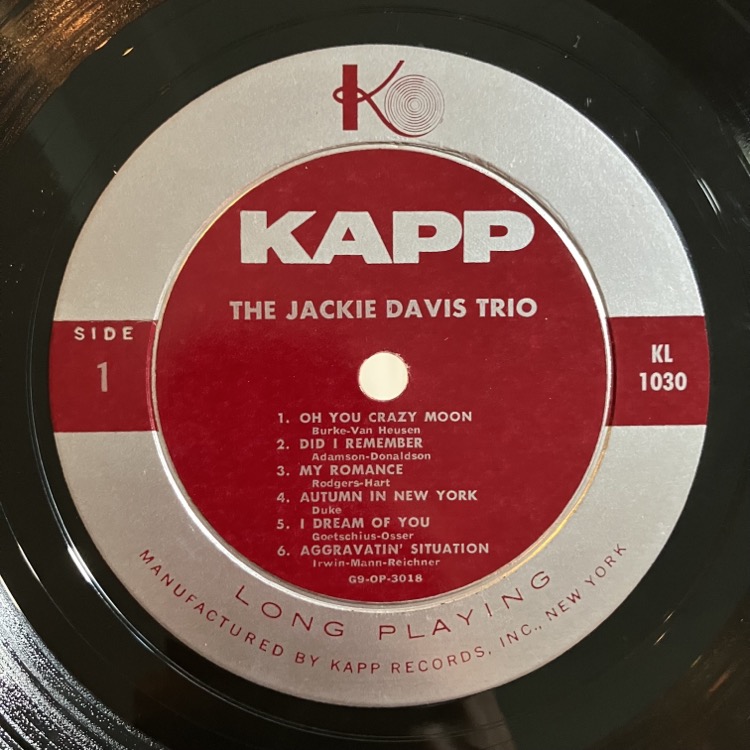 K
KAPP
THE JACKIE DAVIS TRIO
SIDE
1
KL
1030
1. OH YOU CRAZY MOON
Burke-Van Heusen
2. DID I REMEMBER
Adamson-Donaldson
3. MY ROMANCE
Rodgers-Hart
4. AUTUMN IN NEW YORK
Duke
5. I DREAM OF YOU
Goetschius-Osser
6. AGGRAVATIN' SITUATION
Irwin-Mann-Reichner
G9-OP-3018
LONG PLAYING
MANUFACTURED BY KAPP RECORDS, INC., NEW YORK